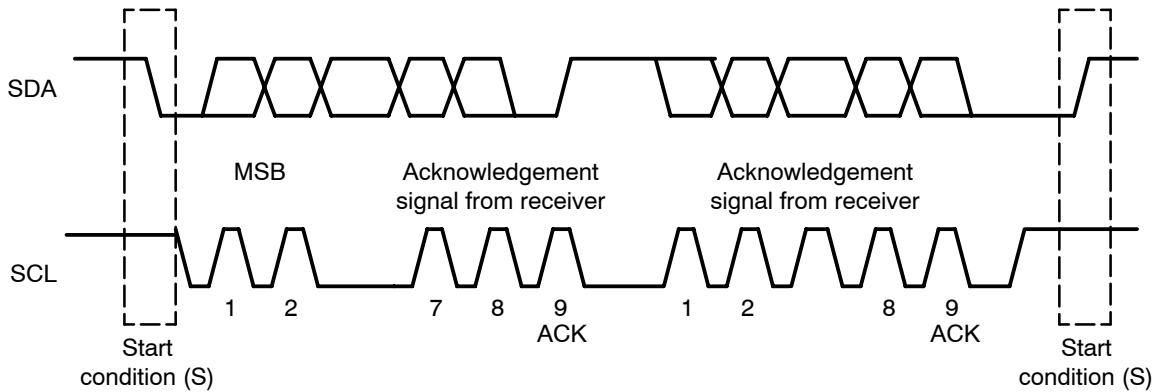 SDA
MSB
Acknowledgement
signal from receiver
Acknowledgement
signal from receiver
SCL
1 2 7 8 9 1 2 8 9
ACK ACK
Start
condition (S)
Start
condition (S)